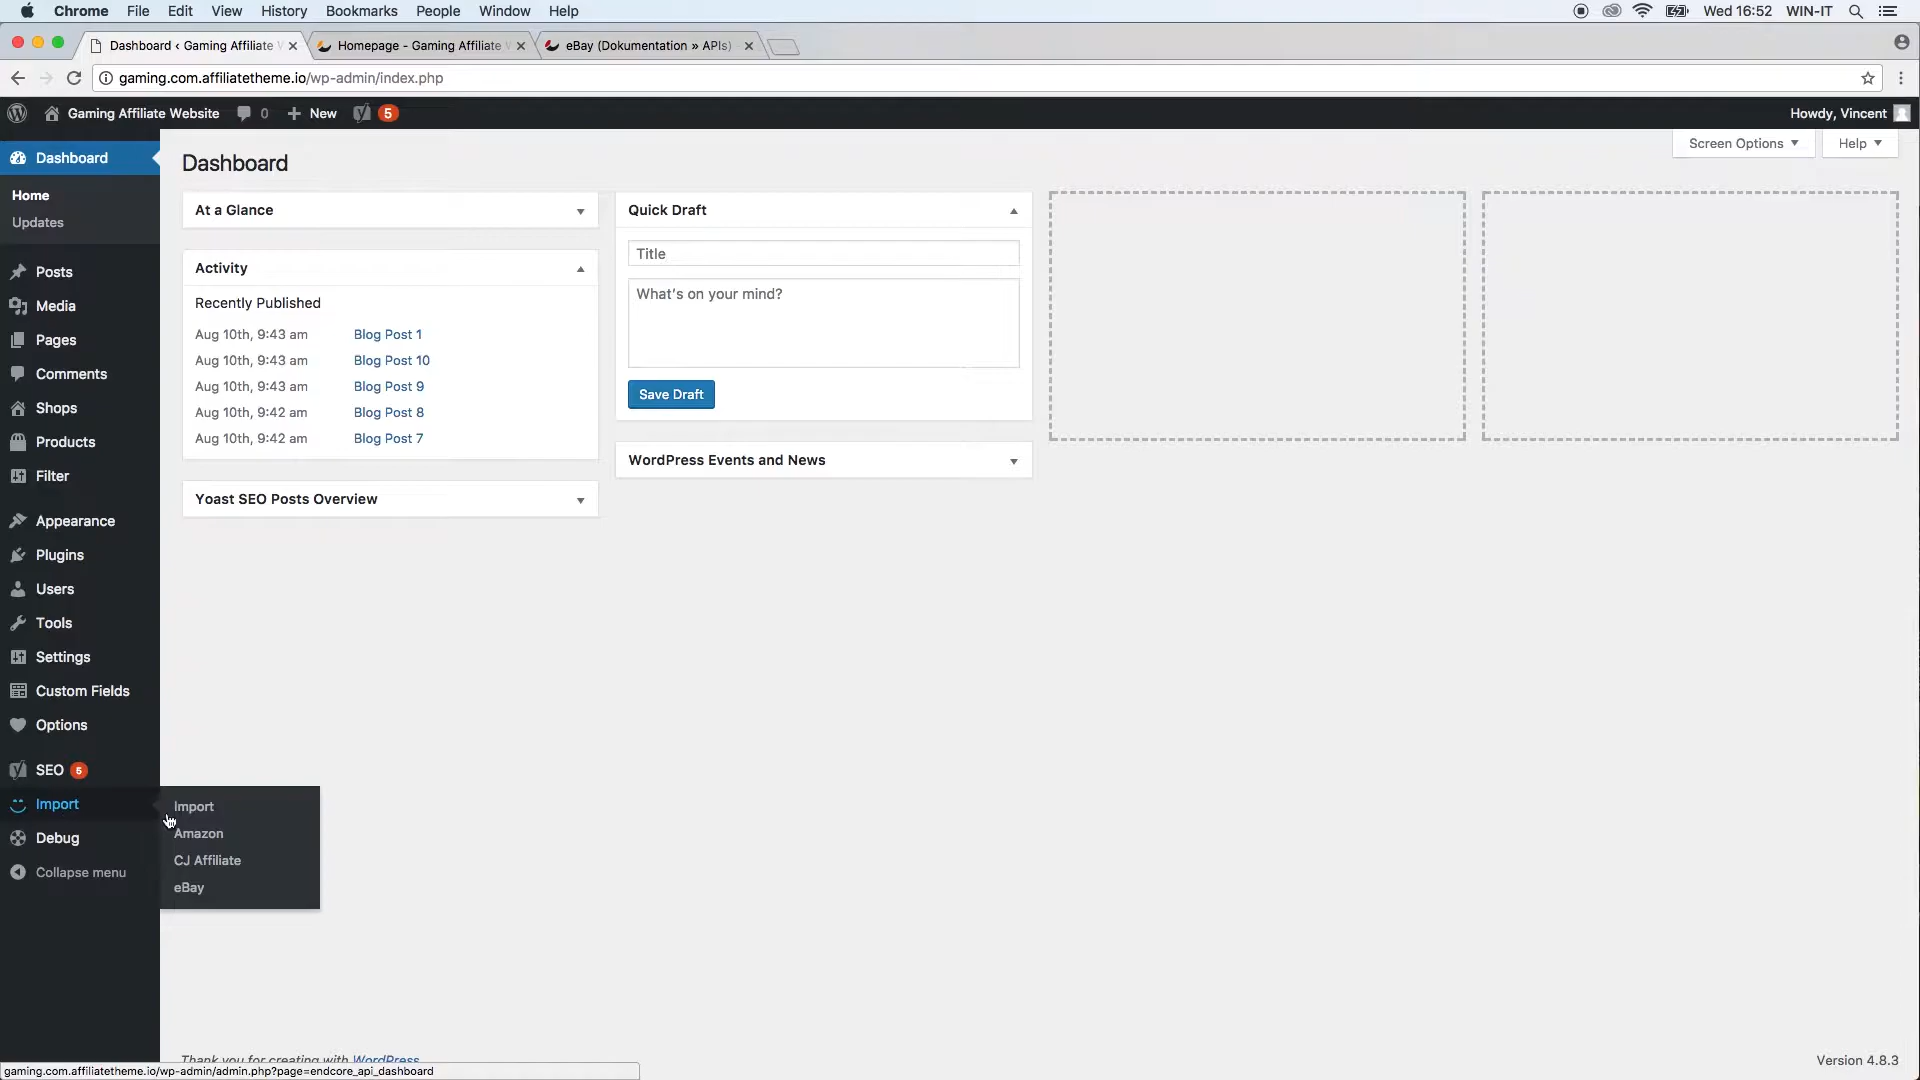 Chrome File Edit View History Bookmarks People Window Help Wed 16:52 WIN-IT
Dashboard ‹ Gaming Affiliate Homepage - Gaming Affiliate eBay (Dokumentation » APIs)
gaming.com.affiliatetheme.io/wp-admin/index.php
Gaming Affiliate Website 0 New 5 Howdy, Vincent
Screen Options Help
Dashboard
Home
Updates
Posts
Media
Pages
Comments
Shops
Products
Filter
Appearance
Plugins
Users
Tools
Settings
Custom Fields
Options
SEO 5
Import
Debug
Collapse menu
Import
Amazon
CJ Affiliate
eBay
Dashboard
At a Glance
Activity
Recently Published
Aug 10th, 9:43 am Blog Post 1
Aug 10th, 9:43 am Blog Post 10
Aug 10th, 9:43 am Blog Post 9
Aug 10th, 9:42 am Blog Post 8
Aug 10th, 9:42 am Blog Post 7
Yoast SEO Posts Overview
Quick Draft
Title
What's on your mind?
Save Draft
WordPress Events and News
Thank you for creating with WordPress
Version 4.8.3
gaming.com.affiliatetheme.io/wp-admin/admin.php?page=endcore_api_dashboard